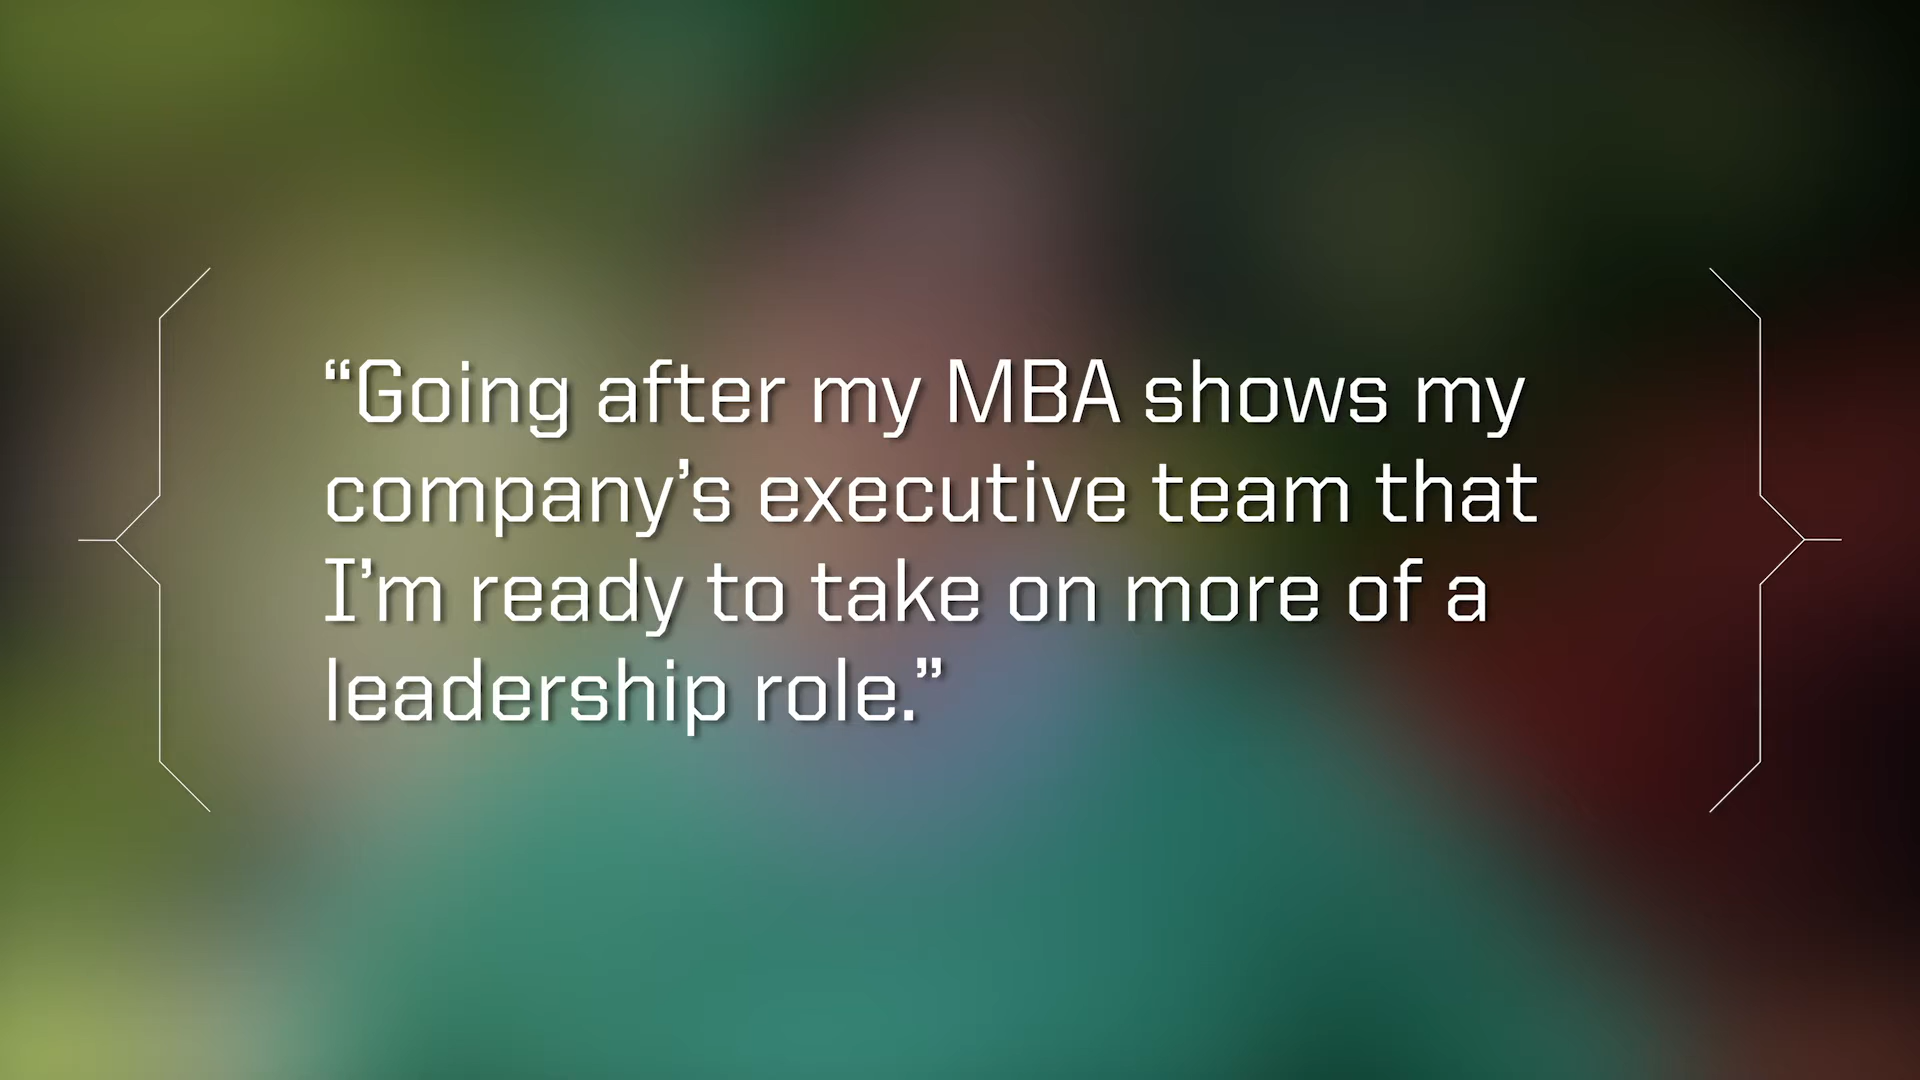 “Going after my MBA shows my
company’s executive team that
I’m ready to take on more of a
leadership role.”